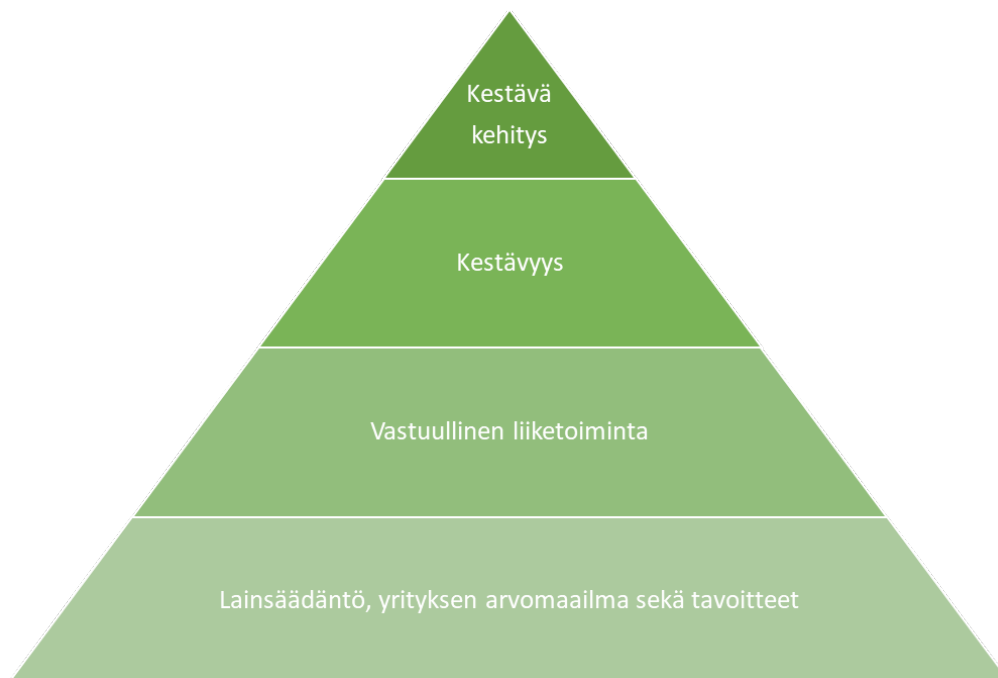 Kestävä
kehitys
Kestävyys
Vastuullinen liiketoiminta
Lainsäädäntö, yrityksen arvomaailma sekä tavoitteet